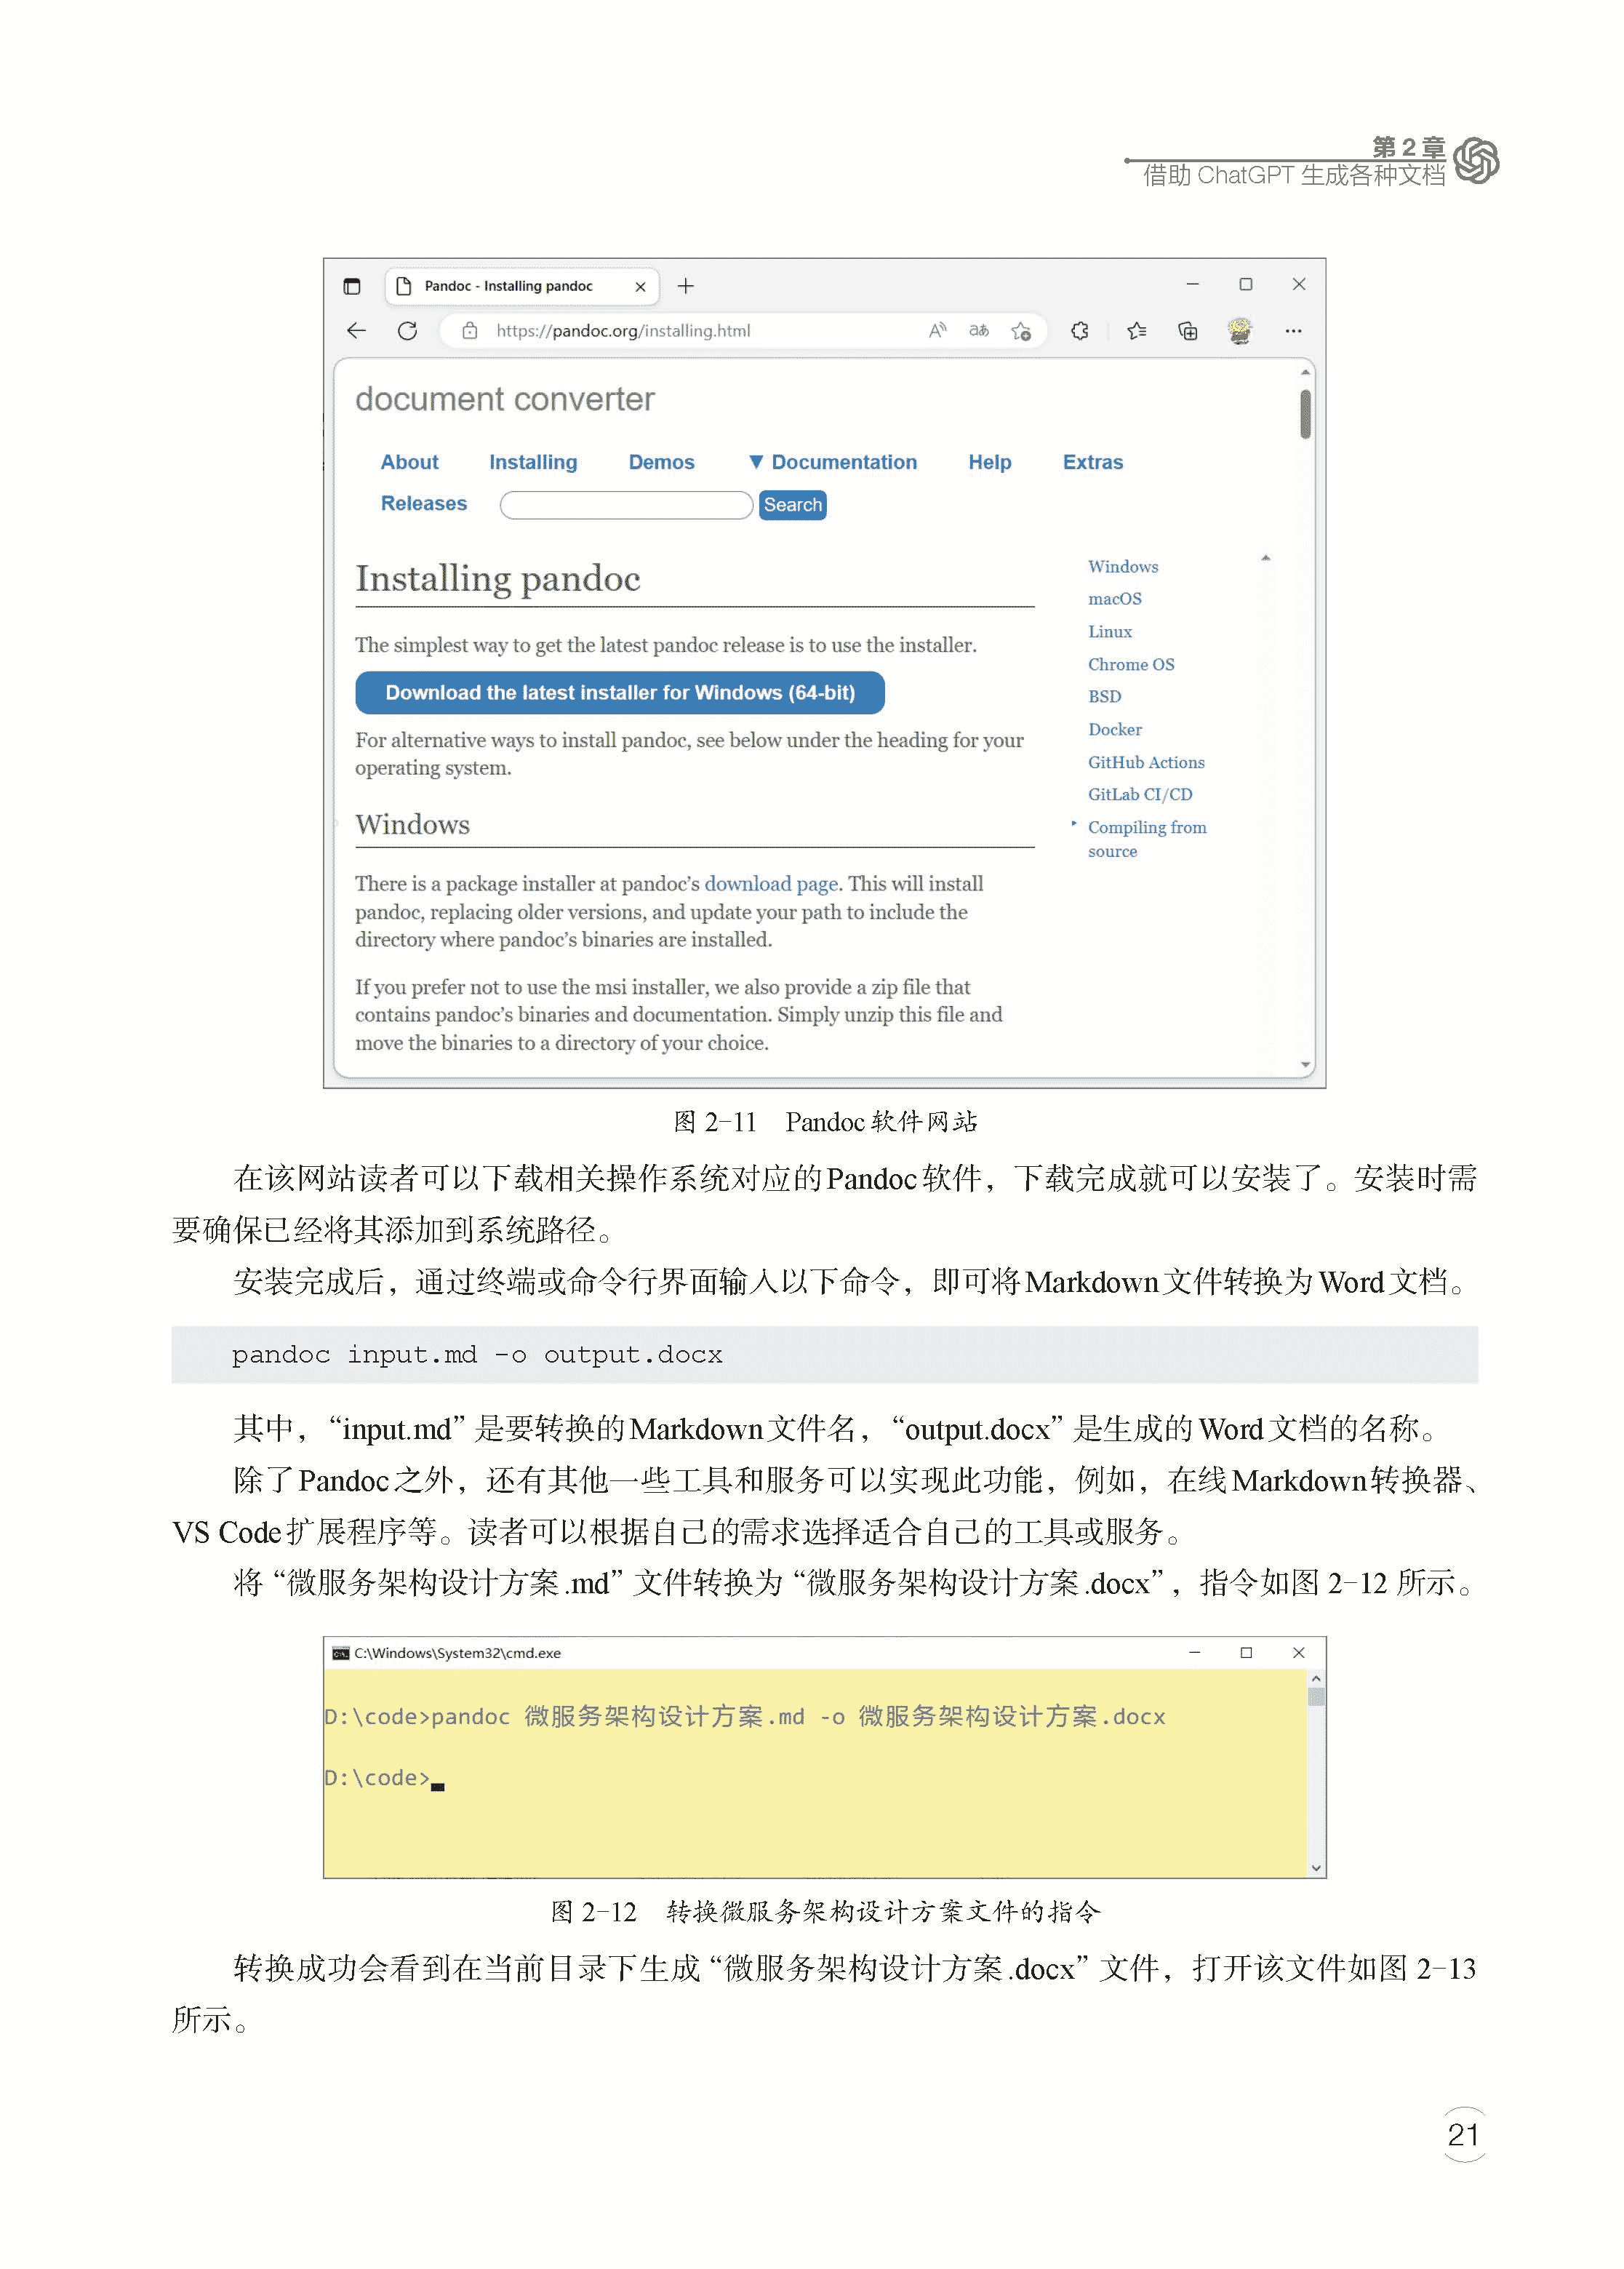 第2章
借助 ChatGPT 生成各种文档
Pandoc - Installing pandoc
https://pandoc.org/installing.html
document converter
About Installing Demos ▼ Documentation Help Extras
Releases Search
Installing pandoc
The simplest way to get the latest pandoc release is to use the installer.
Download the latest installer for Windows (64-bit)
For alternative ways to install pandoc, see below under the heading for your
operating system.
Windows
There is a package installer at pandoc's download page. This will install
pandoc, replacing older versions, and update your path to include the
directory where pandoc's binaries are installed.
If you prefer not to use the msi installer, we also provide a zip file that
contains pandoc's binaries and documentation. Simply unzip this file and
move the binaries to a directory of your choice.
Windows
macOS
Linux
Chrome OS
BSD
Docker
GitHub Actions
GitLab CI/CD
Compiling from
source
图 2-11 Pandoc 软件网站
在该网站读者可以下载相关操作系统对应的Pandoc软件，下载完成就可以安装了。安装时需
要确保已经将其添加到系统路径。
安装完成后，通过终端或命令行界面输入以下命令，即可将Markdown文件转换为Word文档。
pandoc input.md -o output.docx
其中，“input.md”是要转换的Markdown文件名，“output.docx”是生成的Word文档的名称。
除了Pandoc之外，还有其他一些工具和服务可以实现此功能，例如，在线Markdown转换器、
VS Code扩展程序等。读者可以根据自己的需求选择适合自己的工具或服务。
将“微服务架构设计方案.md”文件转换为“微服务架构设计方案.docx”，指令如图 2-12 所示。
C:\Windows\System32\cmd.exe
D:\code>pandoc 微服务架构设计方案.md -o 微服务架构设计方案.docx
D:\code>
图 2-12 转换微服务架构设计方案文件的指令
转换成功会看到在当前目录下生成“微服务架构设计方案.docx”文件，打开该文件如图 2-13
所示。
21